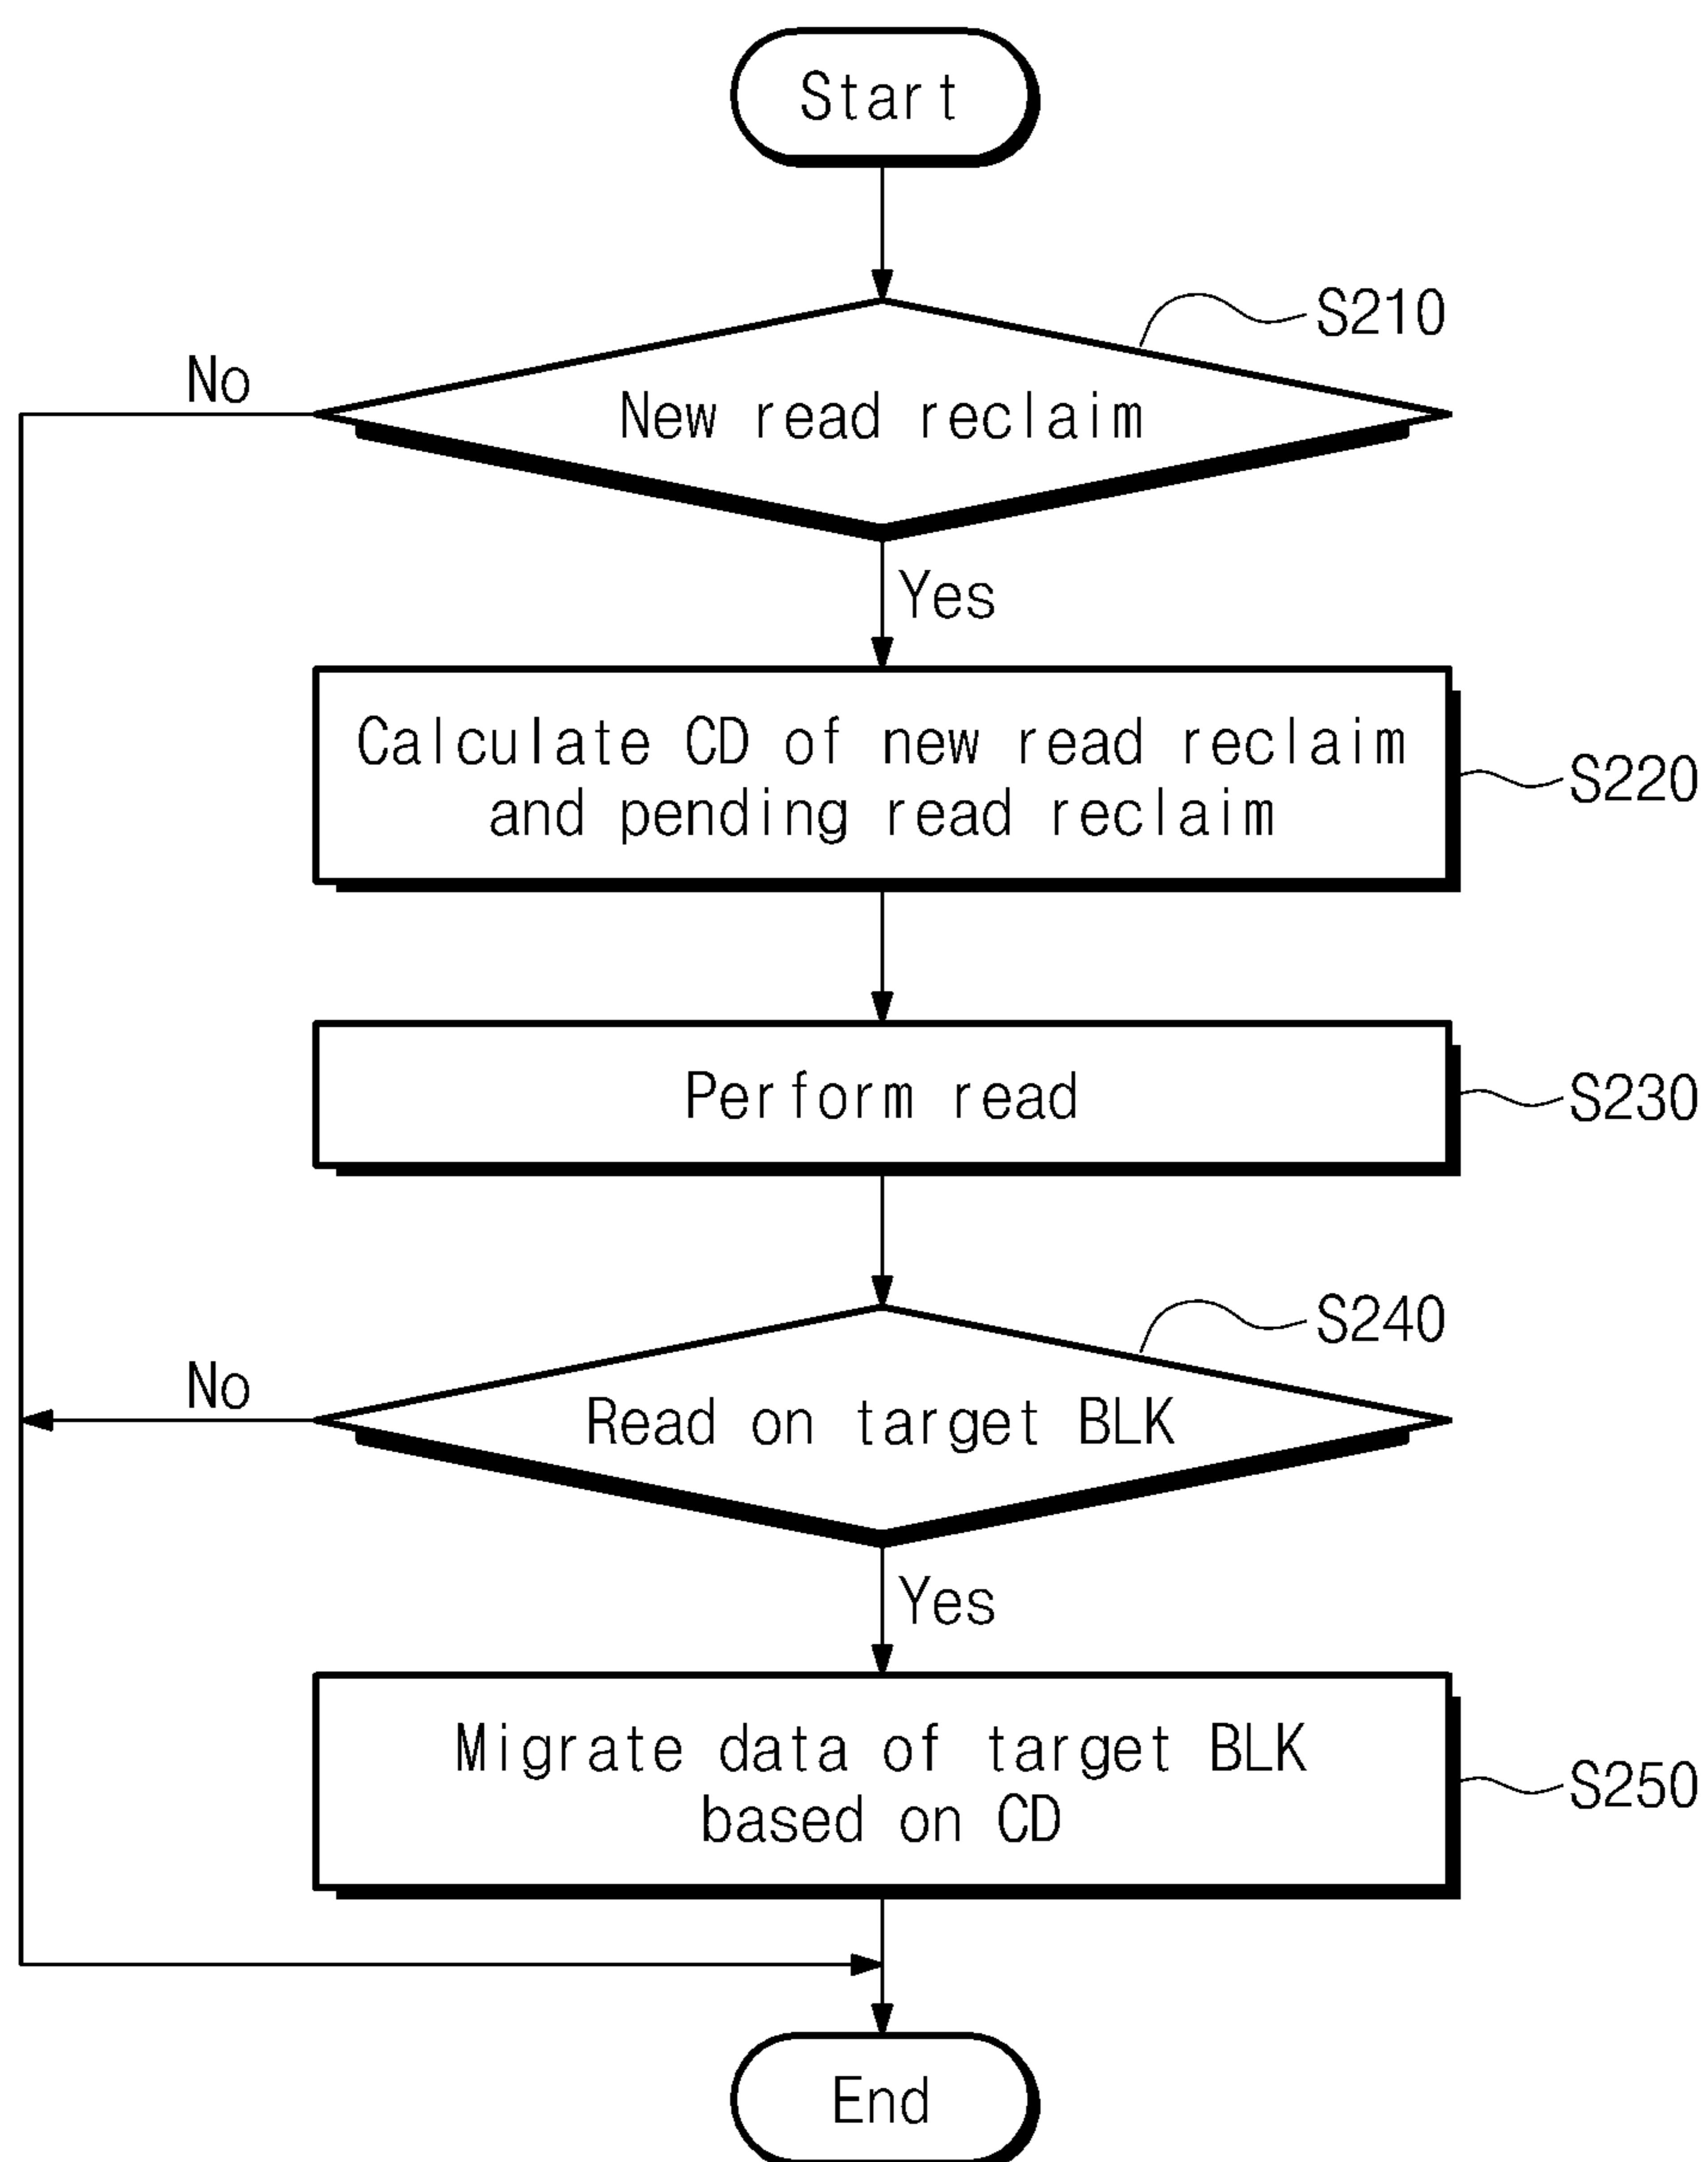 Start
S210
No
New read reclaim
Yes
Calculate CD of new read reclaim
and pending read reclaim
S220
Perform read
S230
S240
No
Read on target BLK
Yes
Migrate data of target BLK
based on CD
S250
End